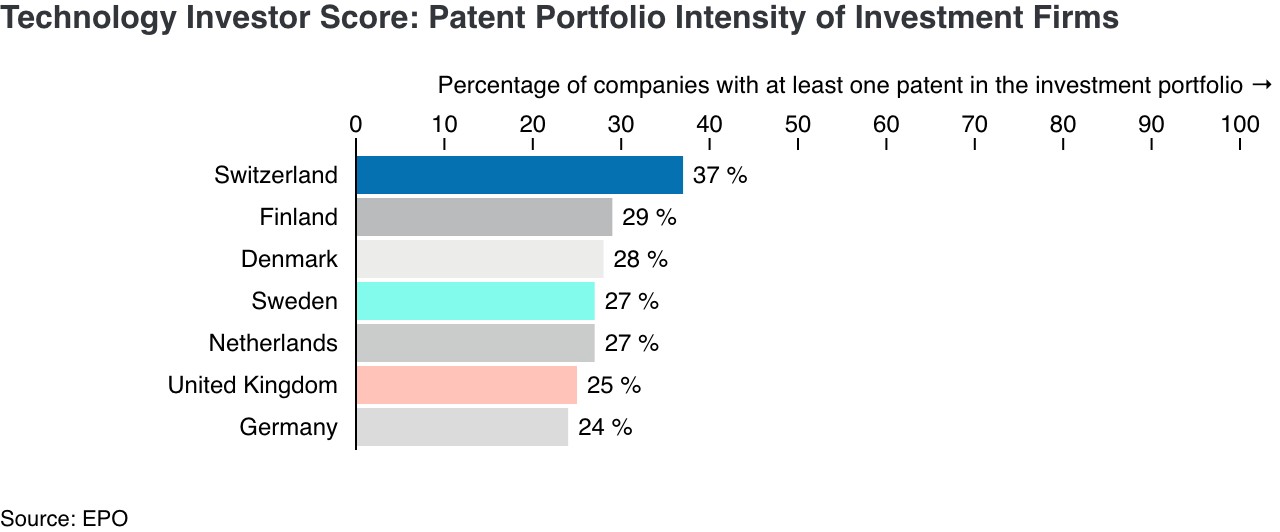 Technology Investor Score: Patent Portfolio Intensity of Investment Firms
Percentage of companies with at least one patent in the investment portfolio →
0 10 20 30 40 50 60 70 80 90 100
Switzerland 37 %
Finland 29 %
Denmark 28 %
Sweden 27 %
Netherlands 27 %
United Kingdom 25 %
Germany 24 %
Source: EPO